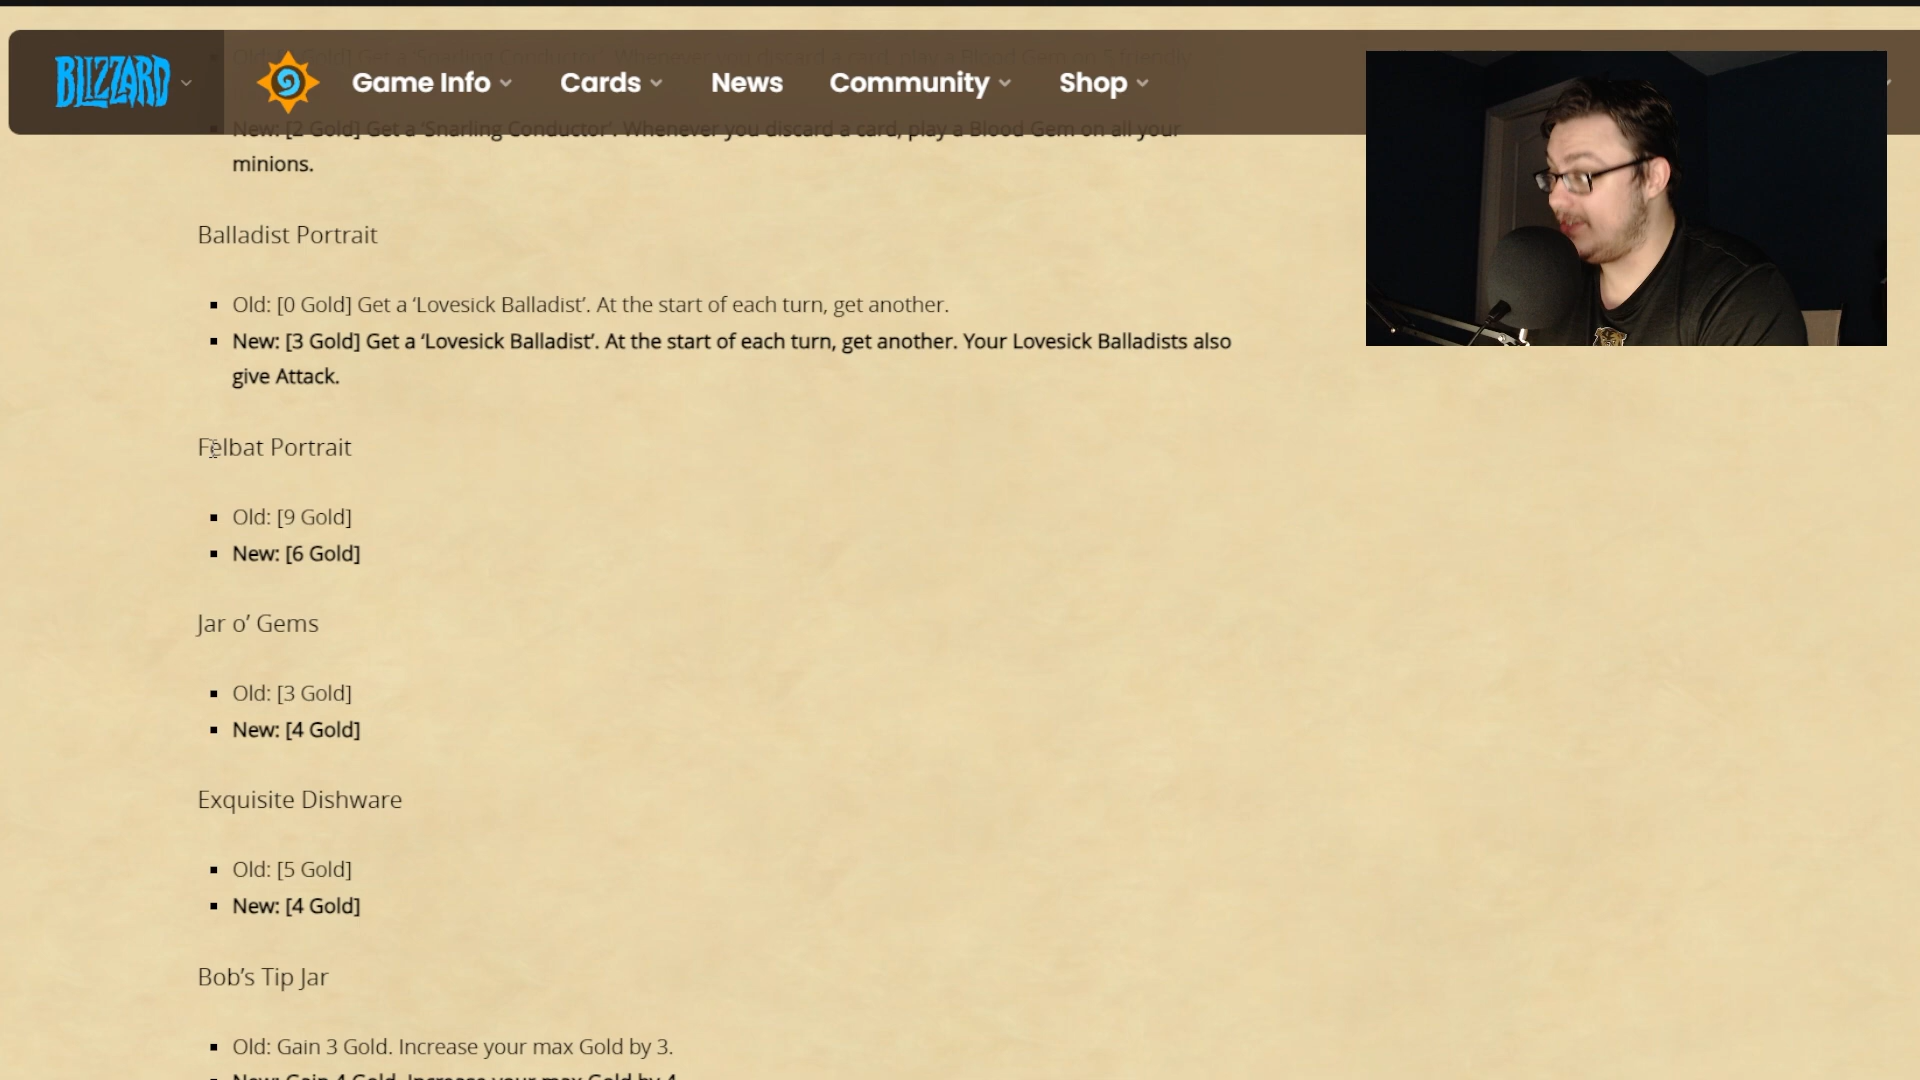 Old: [2 Gold] Get a ‘Snarling Conductor’. Whenever you discard a card, play a Blood Gem on 5 friendly
BLIZZARD
Game Info
Cards
News
Community
Shop
New: [2 Gold] Get a ‘Snarling Conductor’. Whenever you discard a card, play a Blood Gem on all your
minions.
Balladist Portrait
Old: [0 Gold] Get a ‘Lovesick Balladist’. At the start of each turn, get another.
New: [3 Gold] Get a ‘Lovesick Balladist’. At the start of each turn, get another. Your Lovesick Balladists also
give Attack.
Felbat Portrait
Old: [9 Gold]
New: [6 Gold]
Jar o’ Gems
Old: [3 Gold]
New: [4 Gold]
Exquisite Dishware
Old: [5 Gold]
New: [4 Gold]
Bob’s Tip Jar
Old: Gain 3 Gold. Increase your max Gold by 3.
New: Gain 4 Gold. Increase your max Gold by 4.